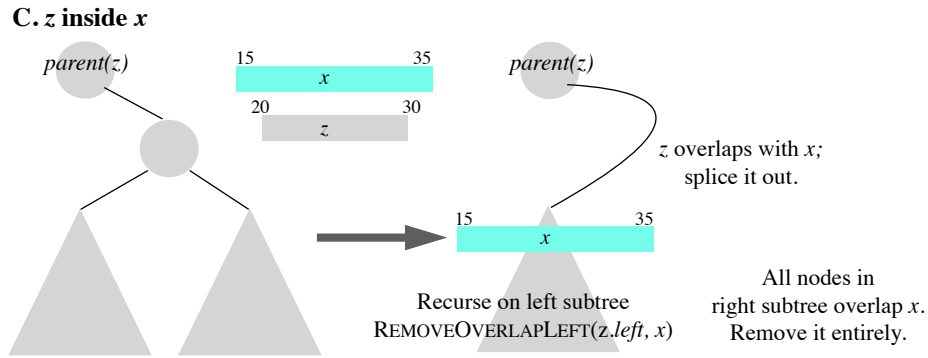 C. z inside x
parent(z)
15 35
x
20 30
z
parent(z)
z overlaps with x;
splice it out.
15 35
x
Recurse on left subtree
REMOVEOVERLAPLEFT(z.left, x)
All nodes in
right subtree overlap x.
Remove it entirely.